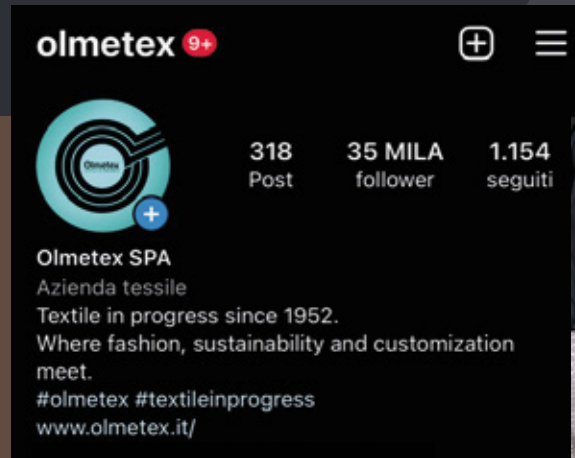 olmetex 9+
Olmetex
318 35 MILA 1.154
Post follower seguiti
Olmetex SPA
Azienda tessile
Textile in progress since 1952.
Where fashion, sustainability and customization
meet.
#olmetex #textileinprogress
www.olmetex.it/